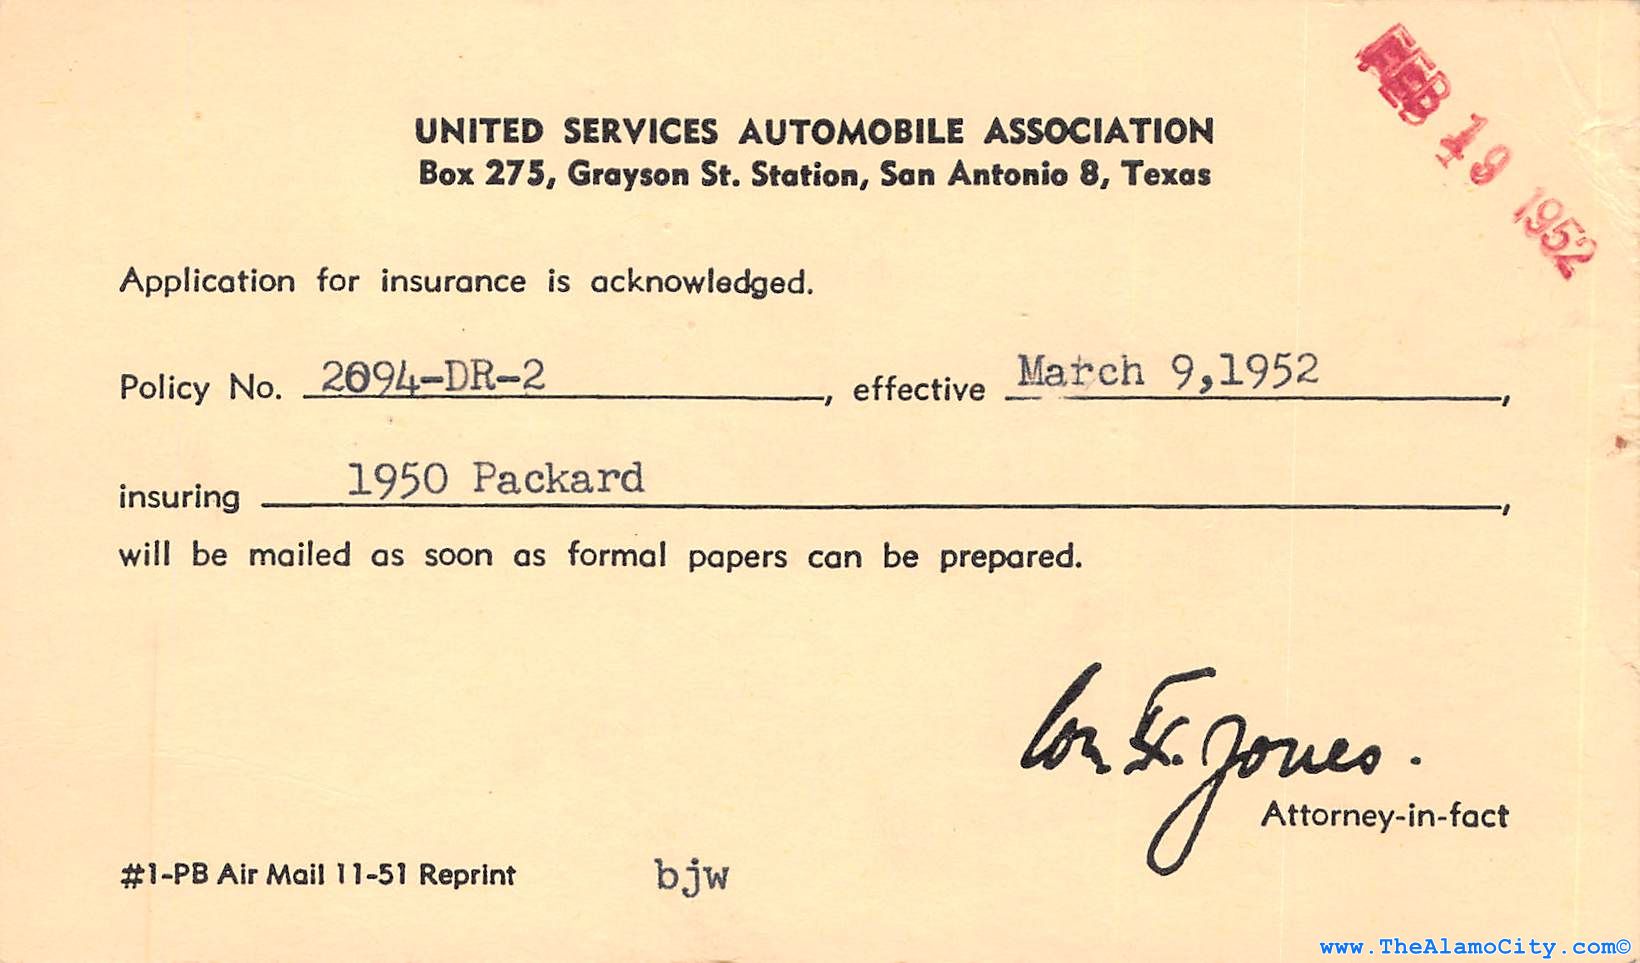 FEB 19 1952
UNITED SERVICES AUTOMOBILE ASSOCIATION
Box 275, Grayson St. Station, San Antonio 8, Texas
Application for insurance is acknowledged.
Policy No. 2094-DR-2, effective March 9,1952,
insuring 1950 Packard,
will be mailed as soon as formal papers can be prepared.
Jones.
Attorney-in-fact
#1-PB Air Mail 11-51 Reprint bjw
www.TheAlamoCity.com©